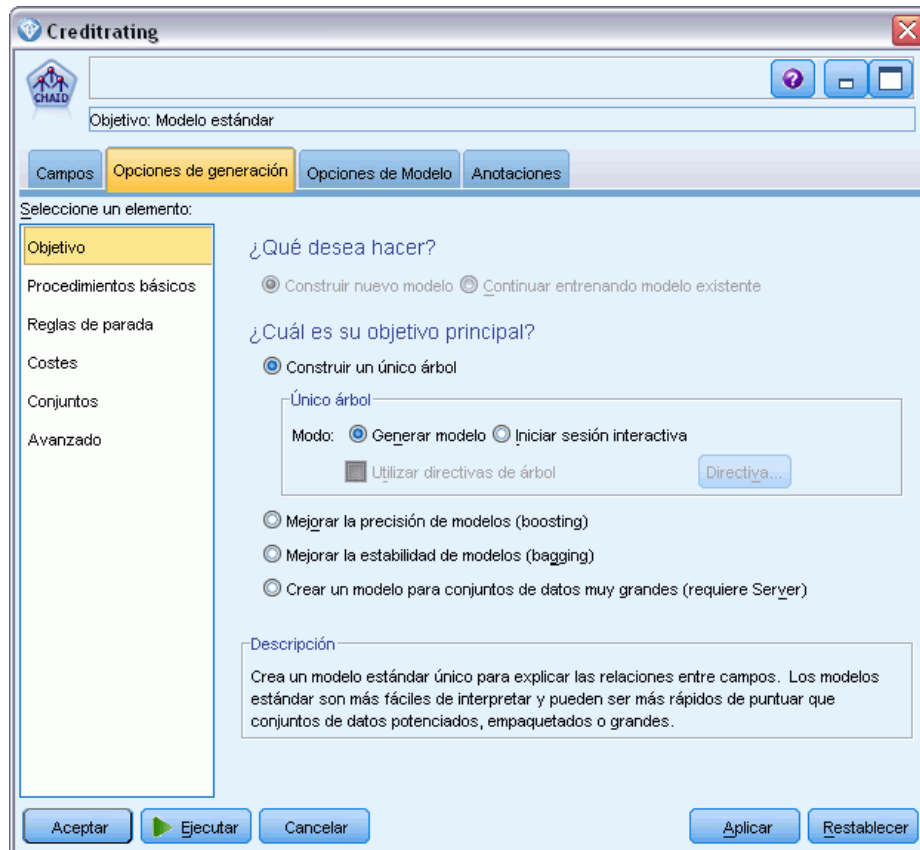 Creditrating
CHAID
Objetivo: Modelo estándar
Campos
Opciones de generación
Opciones de Modelo
Anotaciones
Seleccione un elemento:
Objetivo
Procedimientos básicos
Reglas de parada
Costes
Conjuntos
Avanzado
¿Qué desea hacer?
Construir nuevo modelo Continuar entrenando modelo existente
¿Cuál es su objetivo principal?
Construir un único árbol
Único árbol
Modo: Generar modelo Iniciar sesión interactiva
Utilizar directivas de árbol Directiva...
Mejorar la precisión de modelos (boosting)
Mejorar la estabilidad de modelos (bagging)
Crear un modelo para conjuntos de datos muy grandes (requiere Server)
Descripción
Crea un modelo estándar único para explicar las relaciones entre campos. Los modelos
estándar son más fáciles de interpretar y pueden ser más rápidos de puntuar que
conjuntos de datos potenciados, empaquetados o grandes.
Aceptar Ejecutar Cancelar Aplicar Restablecer